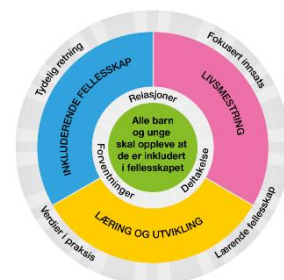 Tydelig retning
Fokusert innsats
INKLUDERENDE FELLESSKAP
LIVSMESTRING
Relasjoner
Alle barn
og unge
skal oppleve at
de er inkludert
i fellesskapet
Forventninger
Deltakelse
LÆRING OG UTVIKLING
Verdier i praksis
Lærende fellesskap